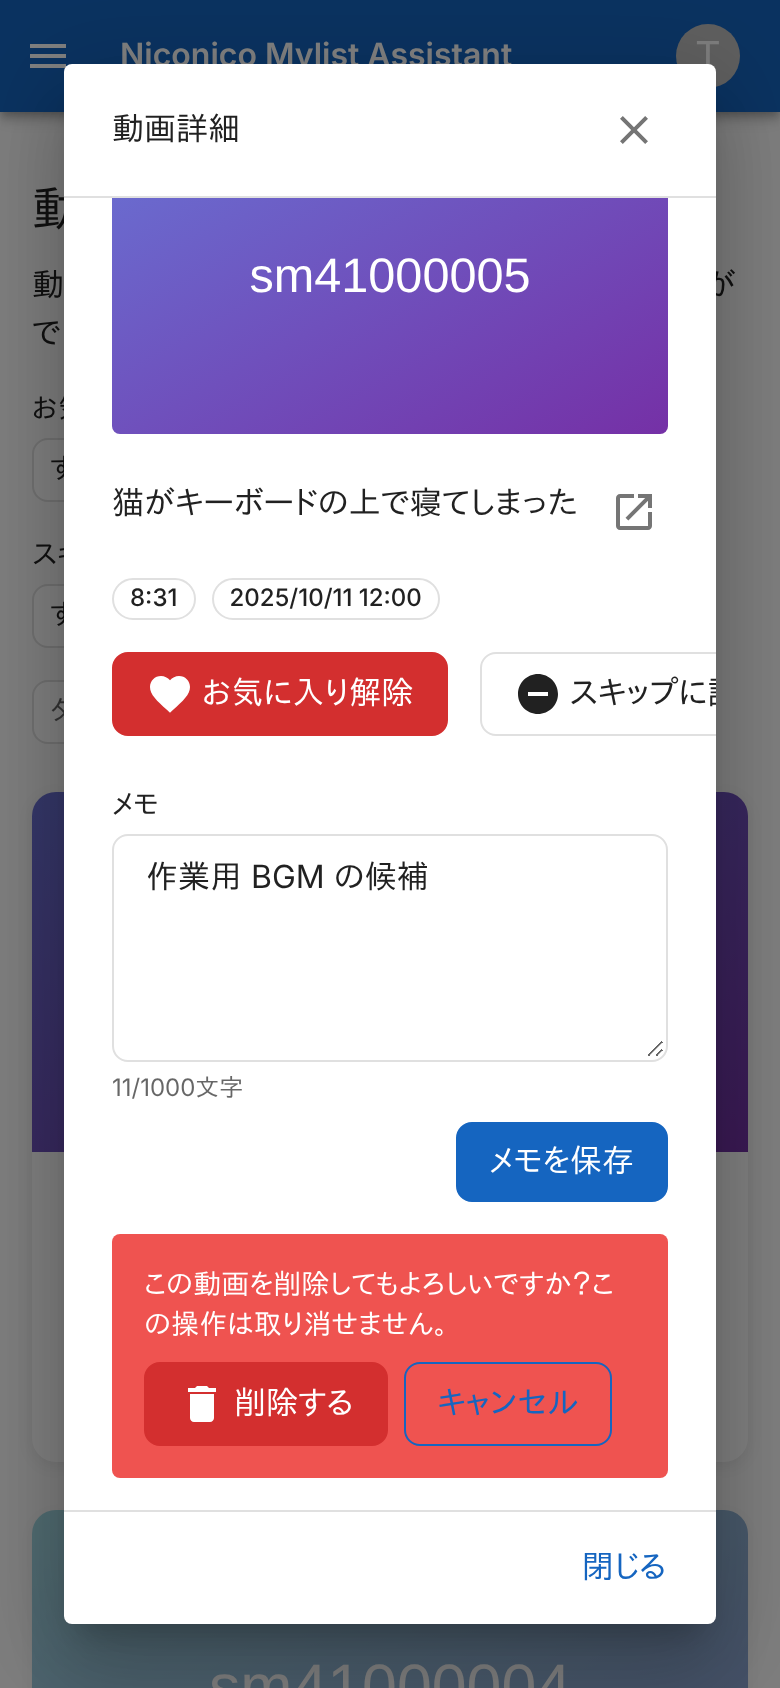 Niconico Mylist Assistant
T
動画詳細
sm41000005
猫がキーボードの上で寝てしまった
8:31
2025/10/11 12:00
お気に入り解除
スキップに
メモ
作業用 BGM の候補
11/1000文字
メモを保存
この動画を削除してもよろしいですか?こ
の操作は取り消せません。
削除する
キャンセル
閉じる
sm41000004